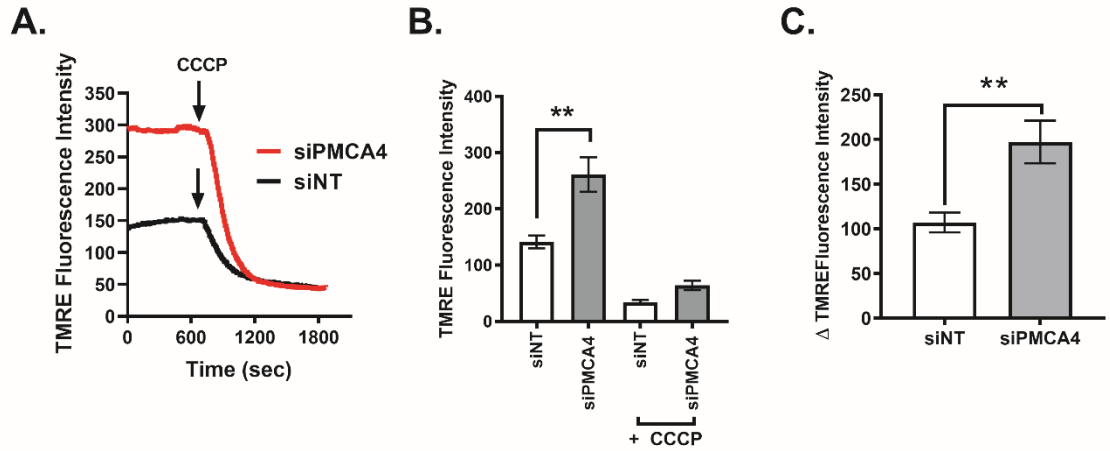 A.
CCCP
TMRE Fluorescence Intensity
350
300
250
200
150
100
50
0
0 600 1200 1800
Time (sec)
siPMCA4
siNT
B.
TMRE Fluorescence Intensity
400
300
200
100
0
**
siNT
siPMCA4
siNT
siPMCA4
+ CCCP
C.
Δ TMREFluorescence Intensity
250
200
150
100
50
0
**
siNT siPMCA4